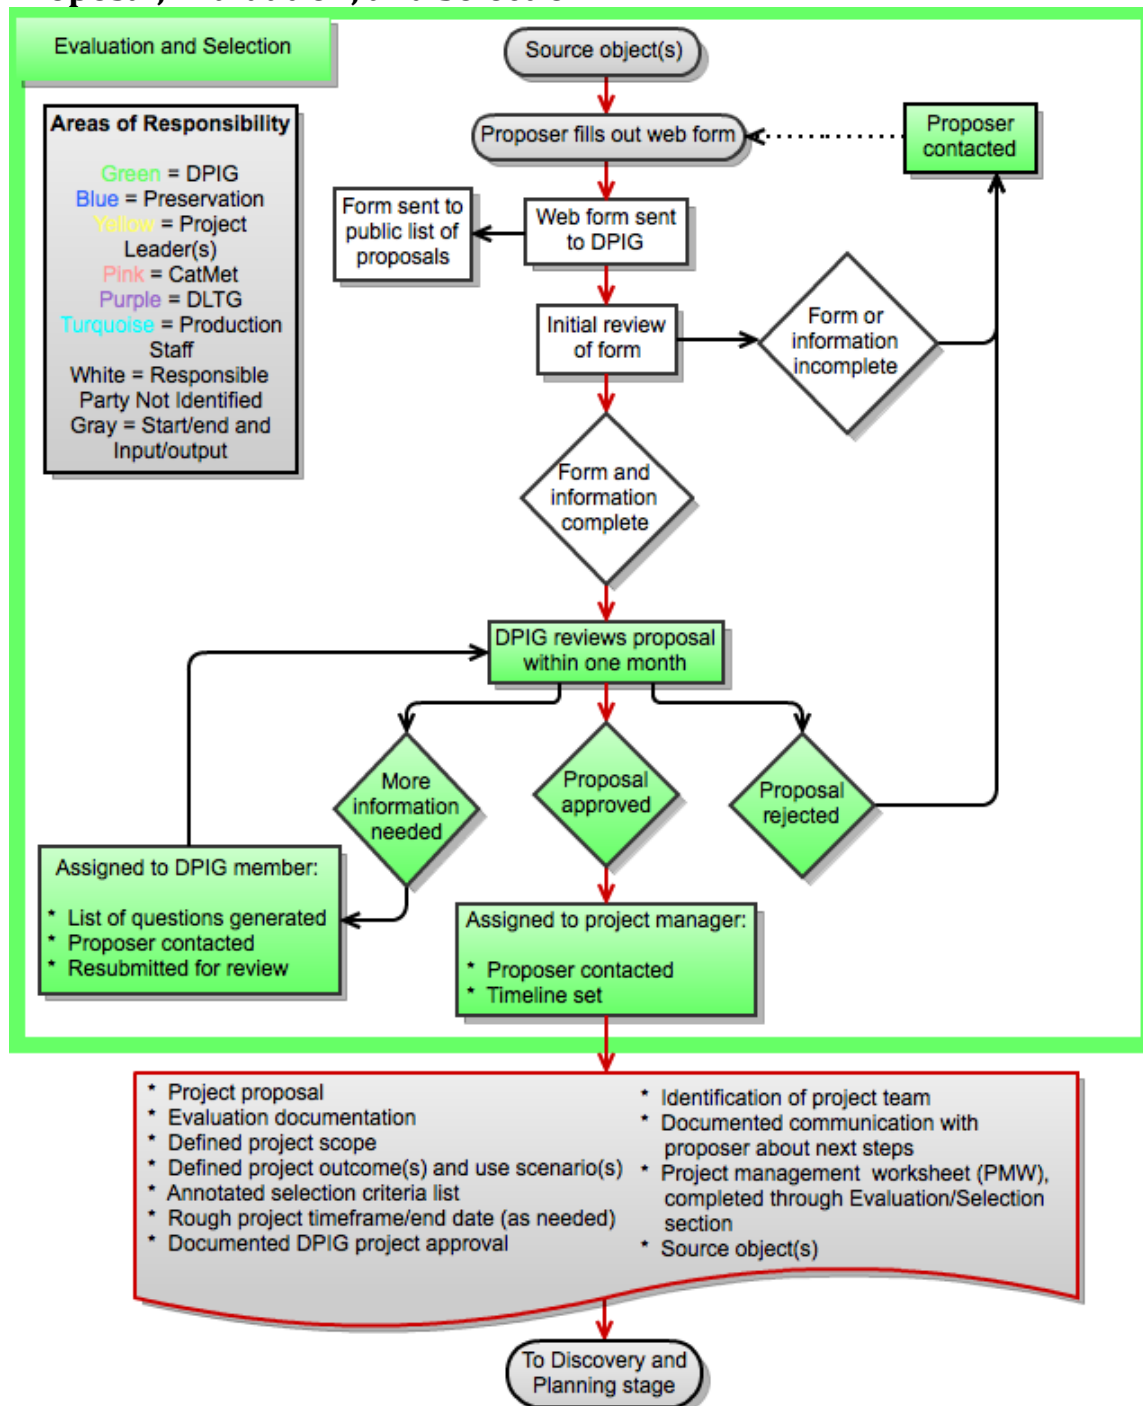 Evaluation and Selection
Source object(s)
Areas of Responsibility
Green = DPIG
Blue = Preservation
Yellow = Project
Leader(s)
Pink = CatMet
Purple = DLTG
Turquoise = Production
Staff
White = Responsible
Party Not Identified
Gray = Start/end and
Input/output
Proposer fills out web form
Proposer
contacted
Form sent to
public list of
proposals
Web form sent
to DPIG
Initial review
of form
Form or
information
incomplete
Form and
information
complete
DPIG reviews proposal
within one month
More
information
needed
Proposal
approved
Proposal
rejected
Assigned to DPIG member:
* List of questions generated
* Proposer contacted
* Resubmitted for review
Assigned to project manager:
* Proposer contacted
* Timeline set
* Project proposal
* Evaluation documentation
* Defined project scope
* Defined project outcome(s) and use scenario(s)
* Annotated selection criteria list
* Rough project timeframe/end date (as needed)
* Documented DPIG project approval
* Identification of project team
* Documented communication with
proposer about next steps
* Project management worksheet (PMW),
completed through Evaluation/Selection
section
* Source object(s)
To Discovery and
Planning stage